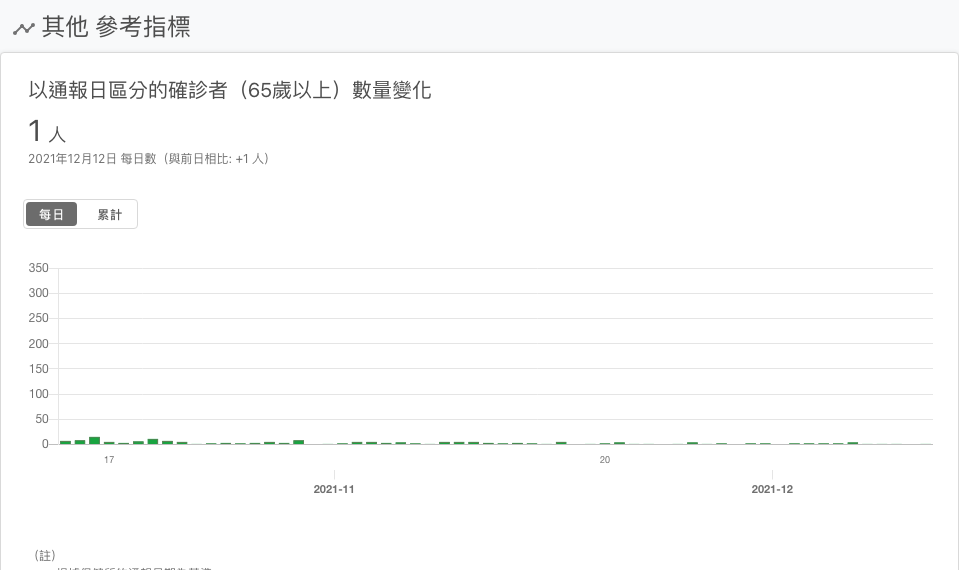 其他 參考指標
以通報日區分的確診者（65歲以上）數量變化
1 人
2021年12月12日 每日數（與前日相比: +1 人）
每日 累計
350
300
250
200
150
100
50
0
17 20
2021-11 2021-12
（註）